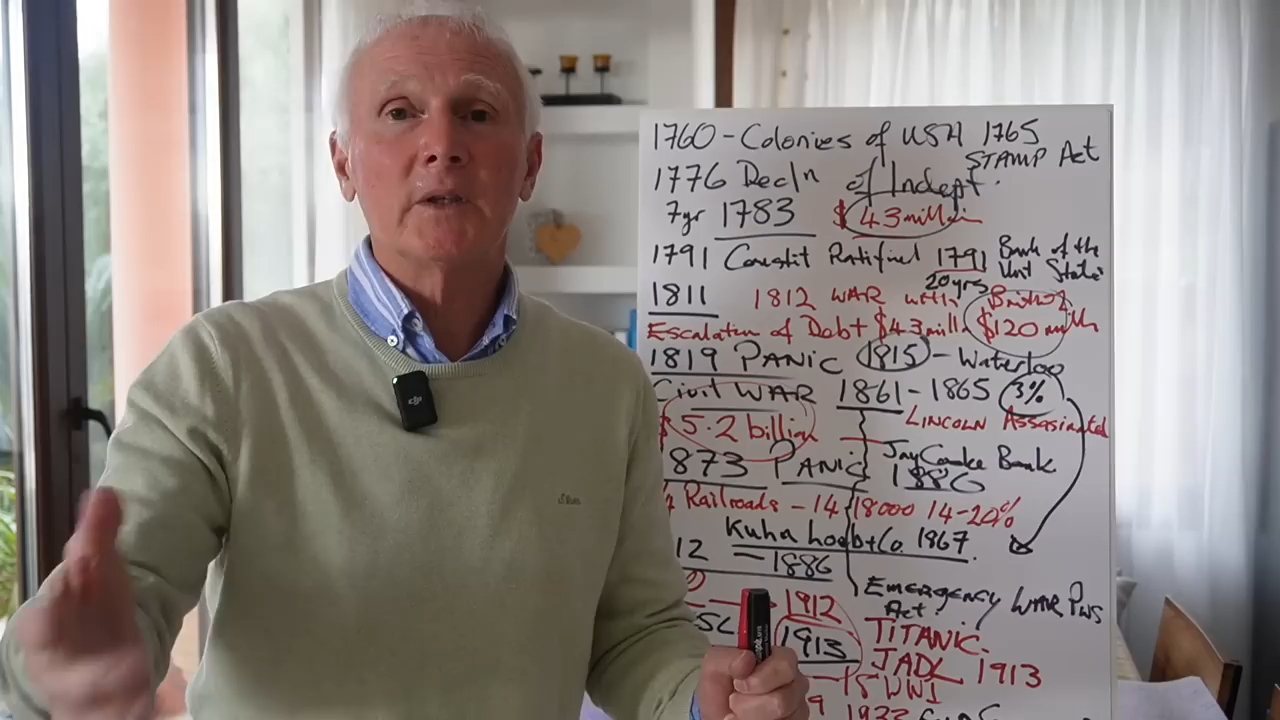 1760 - Colonies of USA 1765
STAMP Act
1776 Decln of Indept.
7yr 1783 $43 million
1791 Constit Ratified 1791 Bank of the
20yrs Unit States
1811 1812 WAR with British
Escalation of Debt $43 mill $120 mill
1819 PANIC 1815 - Waterloo
Civil WAR 1861 - 1865 3%
LINCOLN Assasinated
$5.2 billion
873 PANIC Jay Cooke Bank
1886
Railroads - 14 18000 14-20%
Kuhn Loeb + Co. 1867.
12 = 1886
Emergency WAR Pws
Act.
1912
1913 TITANIC.
JADL 1913
WW1